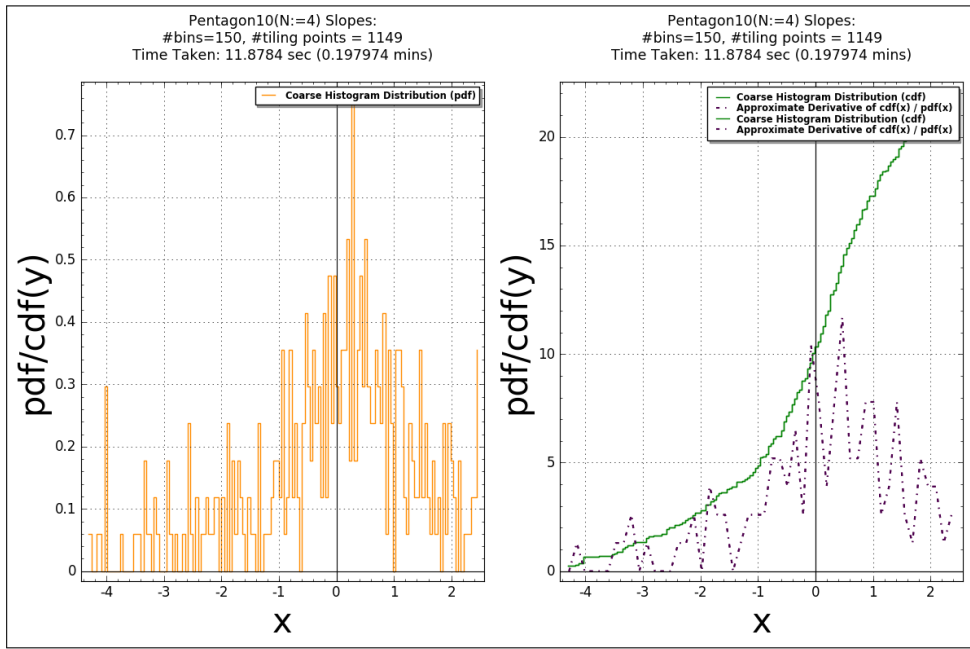 Pentagon10(N:=4) Slopes:
#bins=150, #tiling points = 1149
Time Taken: 11.8784 sec (0.197974 mins)
Coarse Histogram Distribution (pdf)
0.7
0.6
0.5
0.4
0.3
0.2
0.1
0
pdf/cdf(y)
-4 -3 -2 -1 0 1 2
x
Pentagon10(N:=4) Slopes:
#bins=150, #tiling points = 1149
Time Taken: 11.8784 sec (0.197974 mins)
Coarse Histogram Distribution (cdf)
Approximate Derivative of cdf(x) / pdf(x)
Coarse Histogram Distribution (cdf)
Approximate Derivative of cdf(x) / pdf(x)
20
15
10
5
0
pdf/cdf(y)
-4 -3 -2 -1 0 1 2
x